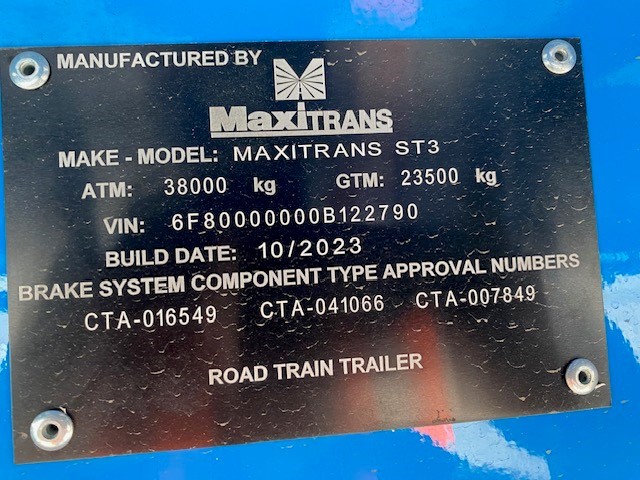 MANUFACTURED BY
MaxiTRANS
MAKE - MODEL: MAXITRANS ST3
ATM: 38000 kg GTM: 23500 kg
VIN: 6F80000000B122790
BUILD DATE: 10/2023
BRAKE SYSTEM COMPONENT TYPE APPROVAL NUMBERS
CTA-016549 CTA-041066 CTA-007849
ROAD TRAIN TRAILER